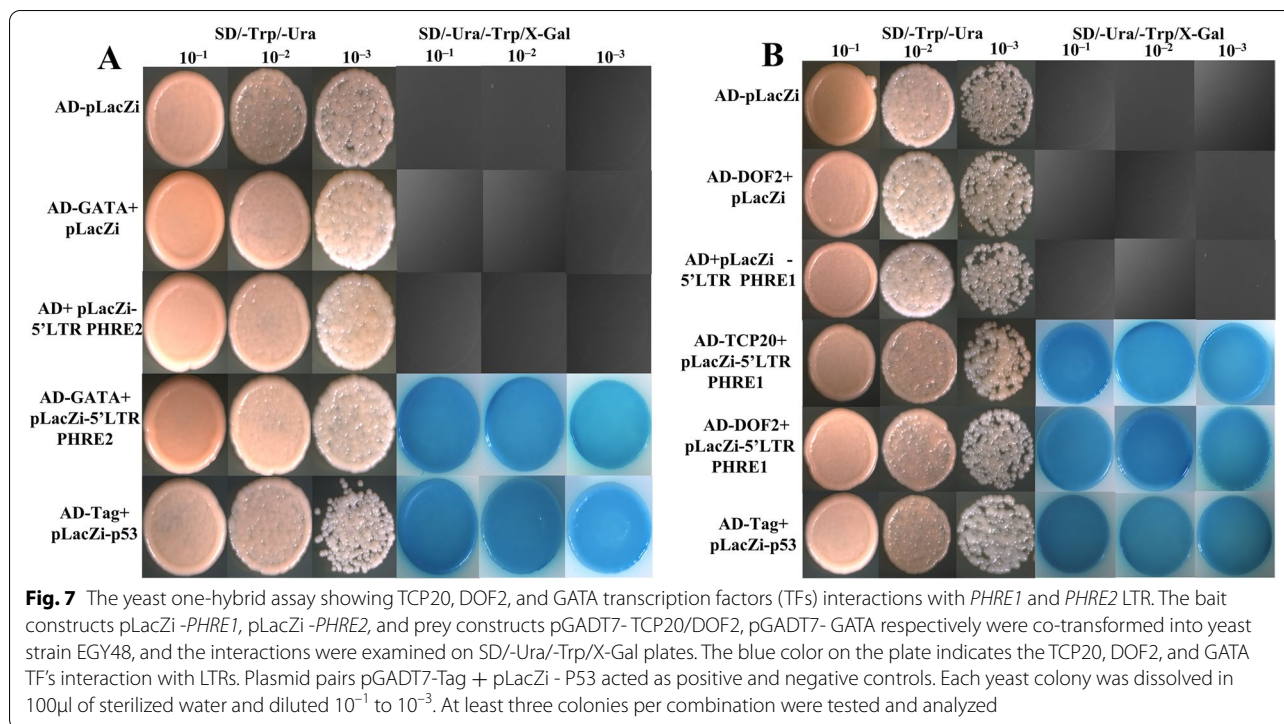 A
SD/-Trp/-Ura
SD/-Ura/-Trp/X-Gal
10⁻¹ 10⁻² 10⁻³ 10⁻¹ 10⁻² 10⁻³
AD-pLacZi
AD-GATA+
pLacZi
AD+ pLacZi-
5’LTR PHRE2
AD-GATA+
pLacZi-5’LTR
PHRE2
AD-Tag+
pLacZi-p53
B
SD/-Trp/-Ura
SD/-Ura/-Trp/X-Gal
10⁻¹ 10⁻² 10⁻³ 10⁻¹ 10⁻² 10⁻³
AD-pLacZi
AD-DOF2+
pLacZi
AD+pLacZi -
5’LTR PHRE1
AD-TCP20+
pLacZi-5’LTR
PHRE1
AD-DOF2+
pLacZi-5’LTR
PHRE1
AD-Tag+
pLacZi-p53
Fig. 7 The yeast one-hybrid assay showing TCP20, DOF2, and GATA transcription factors (TFs) interactions with PHRE1 and PHRE2 LTR. The bait
constructs pLacZi -PHRE1, pLacZi -PHRE2, and prey constructs pGADT7- TCP20/DOF2, pGADT7- GATA respectively were co-transformed into yeast
strain EGY48, and the interactions were examined on SD/-Ura/-Trp/X-Gal plates. The blue color on the plate indicates the TCP20, DOF2, and GATA
TF’s interaction with LTRs. Plasmid pairs pGADT7-Tag + pLacZi - P53 acted as positive and negative controls. Each yeast colony was dissolved in
100μl of sterilized water and diluted 10⁻¹ to 10⁻³. At least three colonies per combination were tested and analyzed